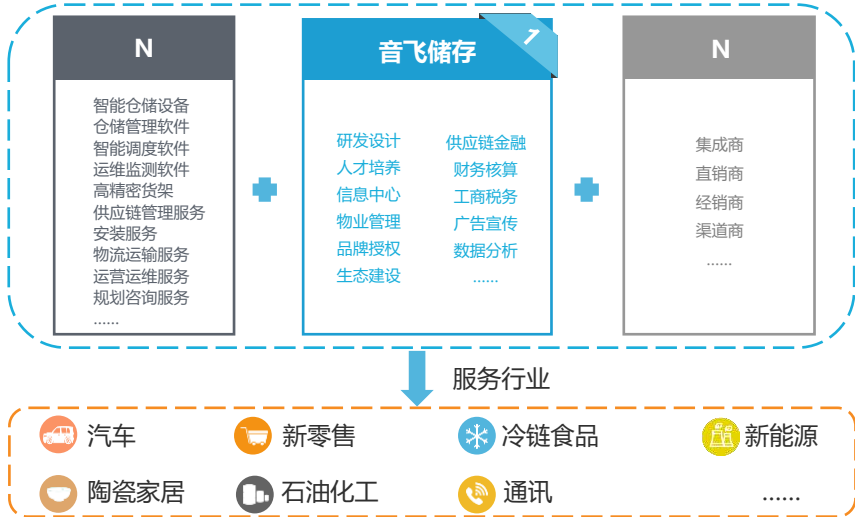 N
智能仓储设备
仓储管理软件
智能调度软件
运维监测软件
高精密货架
供应链管理服务
安装服务
物流运输服务
运营运维服务
规划咨询服务
......
音飞储存
1
研发设计
人才培养
信息中心
物业管理
品牌授权
生态建设
供应链金融
财务核算
工商税务
广告宣传
数据分析
......
N
集成商
直销商
经销商
渠道商
......
服务行业
汽车
新零售
冷链食品
新能源
陶瓷家居
石油化工
通讯
......